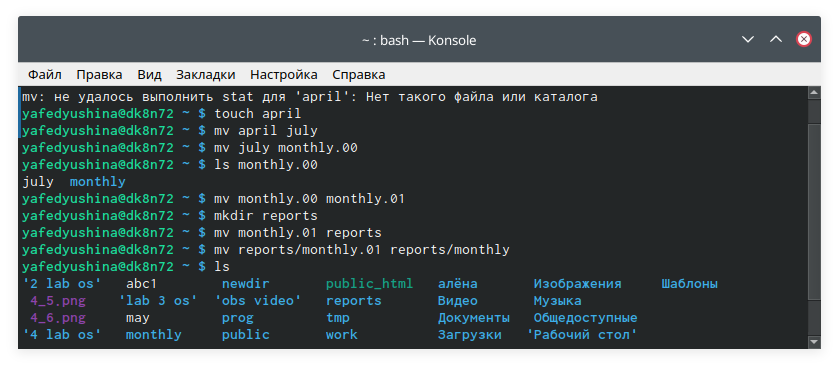 ~ : bash — Konsole
Файл Правка Вид Закладки Настройка Справка
mv: не удалось выполнить stat для 'april': Нет такого файла или каталога
yafedyushina@dk8n72 ~ $ touch april
yafedyushina@dk8n72 ~ $ mv april july
yafedyushina@dk8n72 ~ $ mv july monthly.00
yafedyushina@dk8n72 ~ $ ls monthly.00
july  monthly
yafedyushina@dk8n72 ~ $ mv monthly.00 monthly.01
yafedyushina@dk8n72 ~ $ mkdir reports
yafedyushina@dk8n72 ~ $ mv monthly.01 reports
yafedyushina@dk8n72 ~ $ mv reports/monthly.01 reports/monthly
yafedyushina@dk8n72 ~ $ ls
'2 lab os'   abc1        newdir       public_html   алёна       Изображения     Шаблоны
4_5.png    'lab 3 os'  'obs video'   reports       Видео       Музыка
4_6.png     may         prog         tmp           Документы   Общедоступные
'4 lab os'   monthly     public       work          Загрузки   'Рабочий стол'